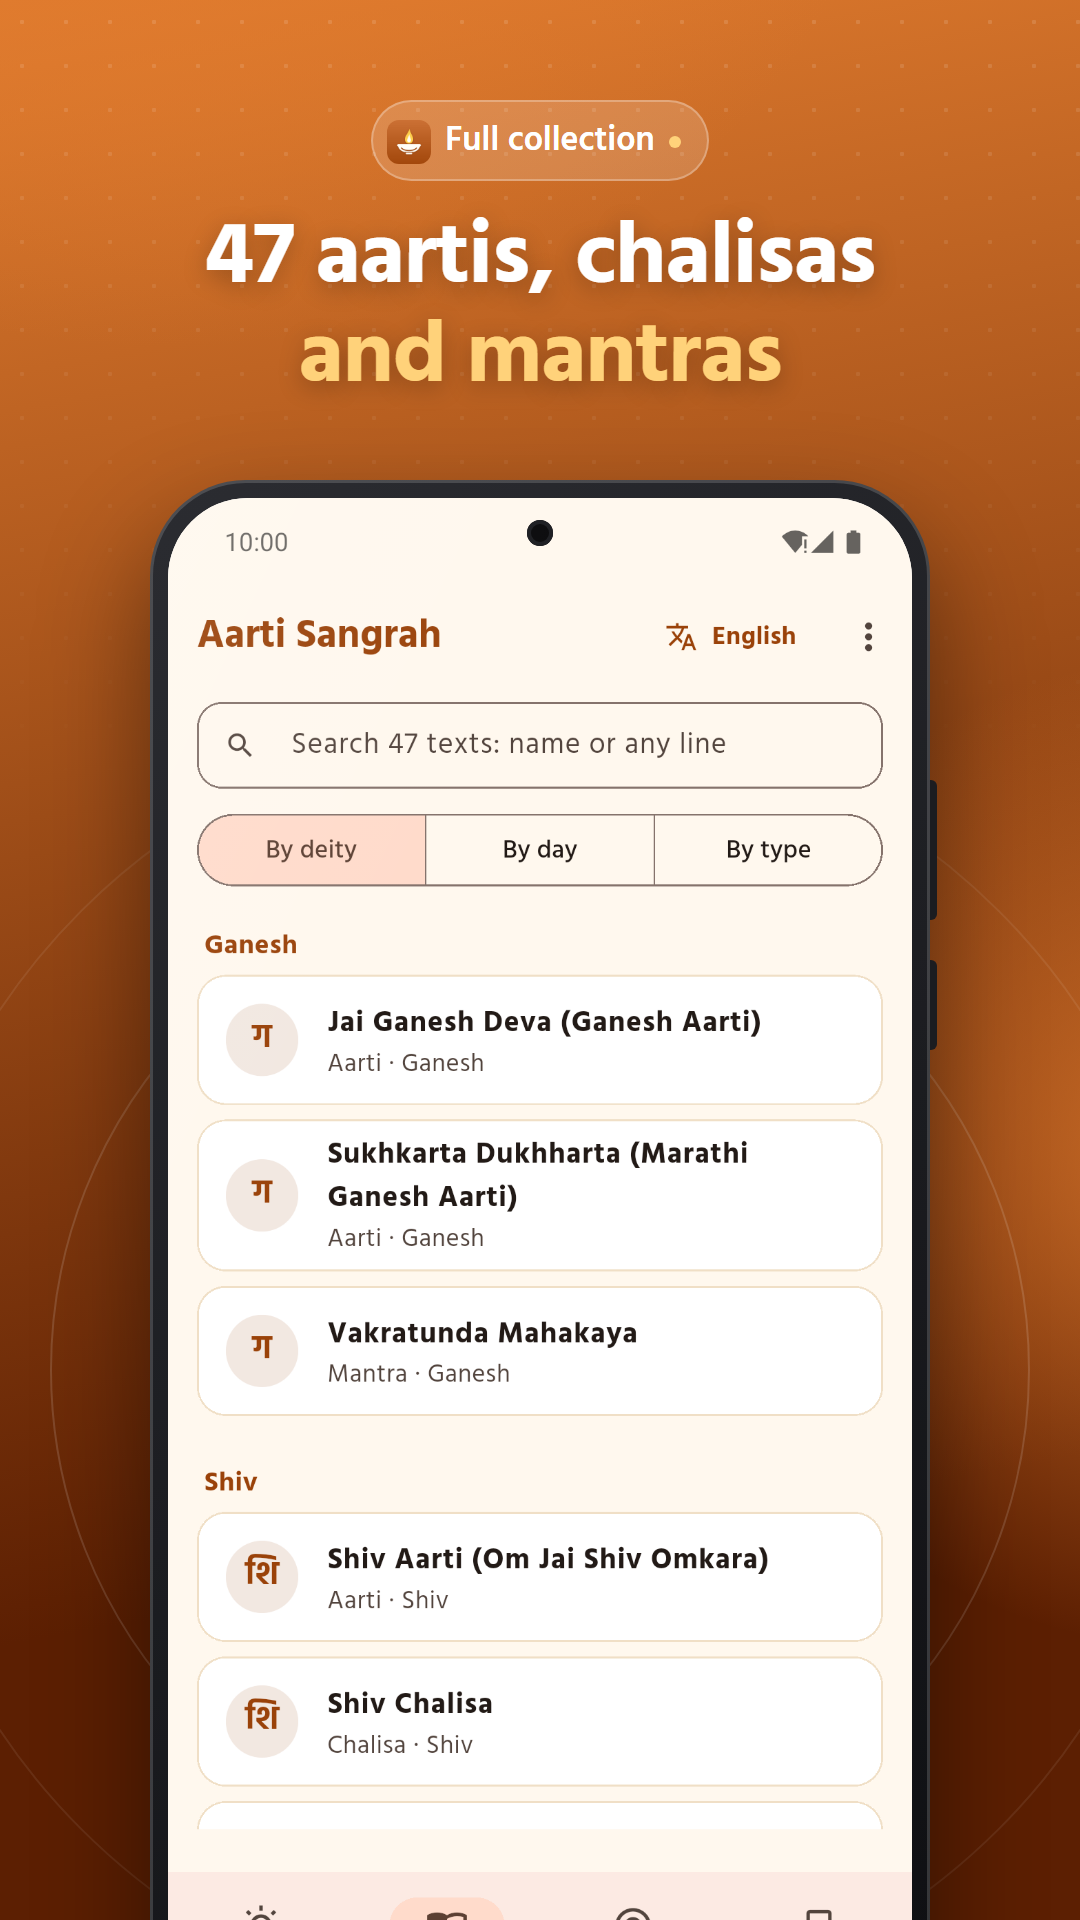 Full collection
47 aartis, chalisas
and mantras
10:00
Aarti Sangrah
English
Search 47 texts: name or any line
By deity
By day
By type
Ganesh
ग
Jai Ganesh Deva (Ganesh Aarti)
Aarti · Ganesh
ग
Sukhkarta Dukhharta (Marathi
Ganesh Aarti)
Aarti · Ganesh
ग
Vakratunda Mahakaya
Mantra · Ganesh
Shiv
शि
Shiv Aarti (Om Jai Shiv Omkara)
Aarti · Shiv
शि
Shiv Chalisa
Chalisa · Shiv